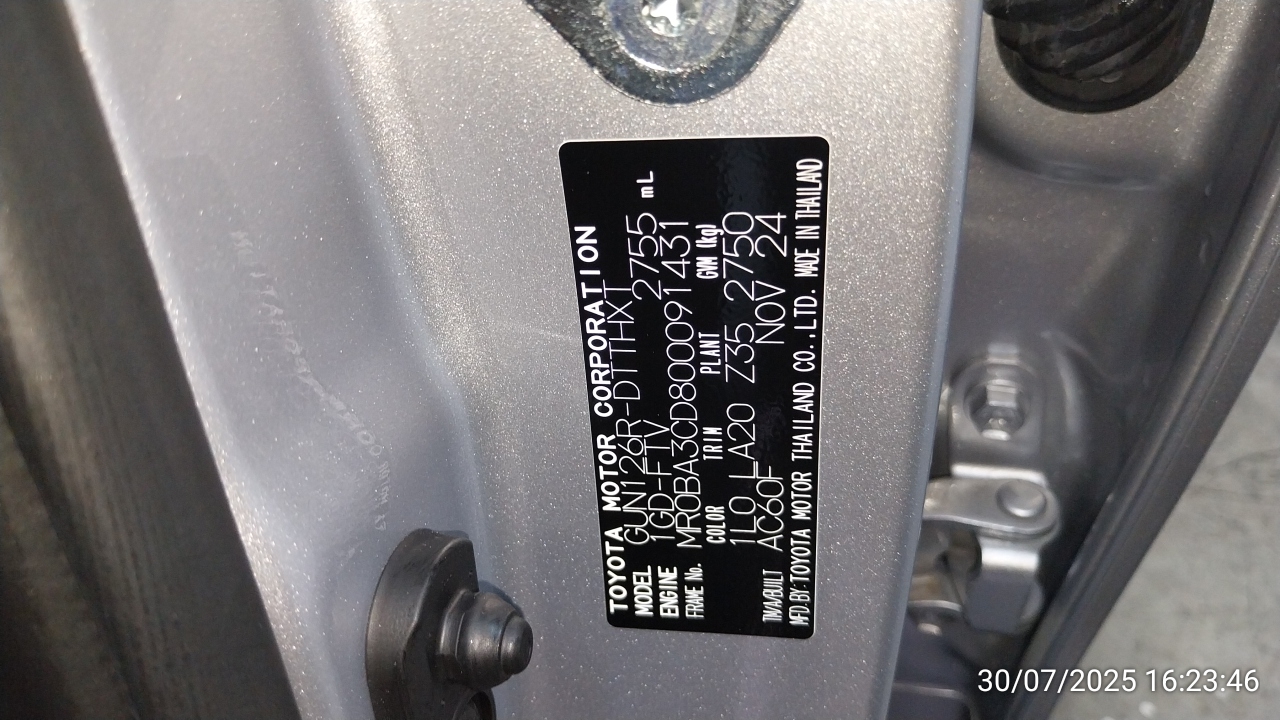 TOYOTA MOTOR CORPORATION
MODEL GUN126R-DTTHXT
ENGINE 1GD-FTV 2755 mL
FRAME No. MR0BA3CD800091431
COLOR TRIM PLANT GVM (kg)
1L0 LA20 Z35 2750
T/A/BUILT AC60F NOV 24
MFD.BY:TOYOTA MOTOR THAILAND CO.,LTD. MADE IN THAILAND
30/07/2025 16:23:46